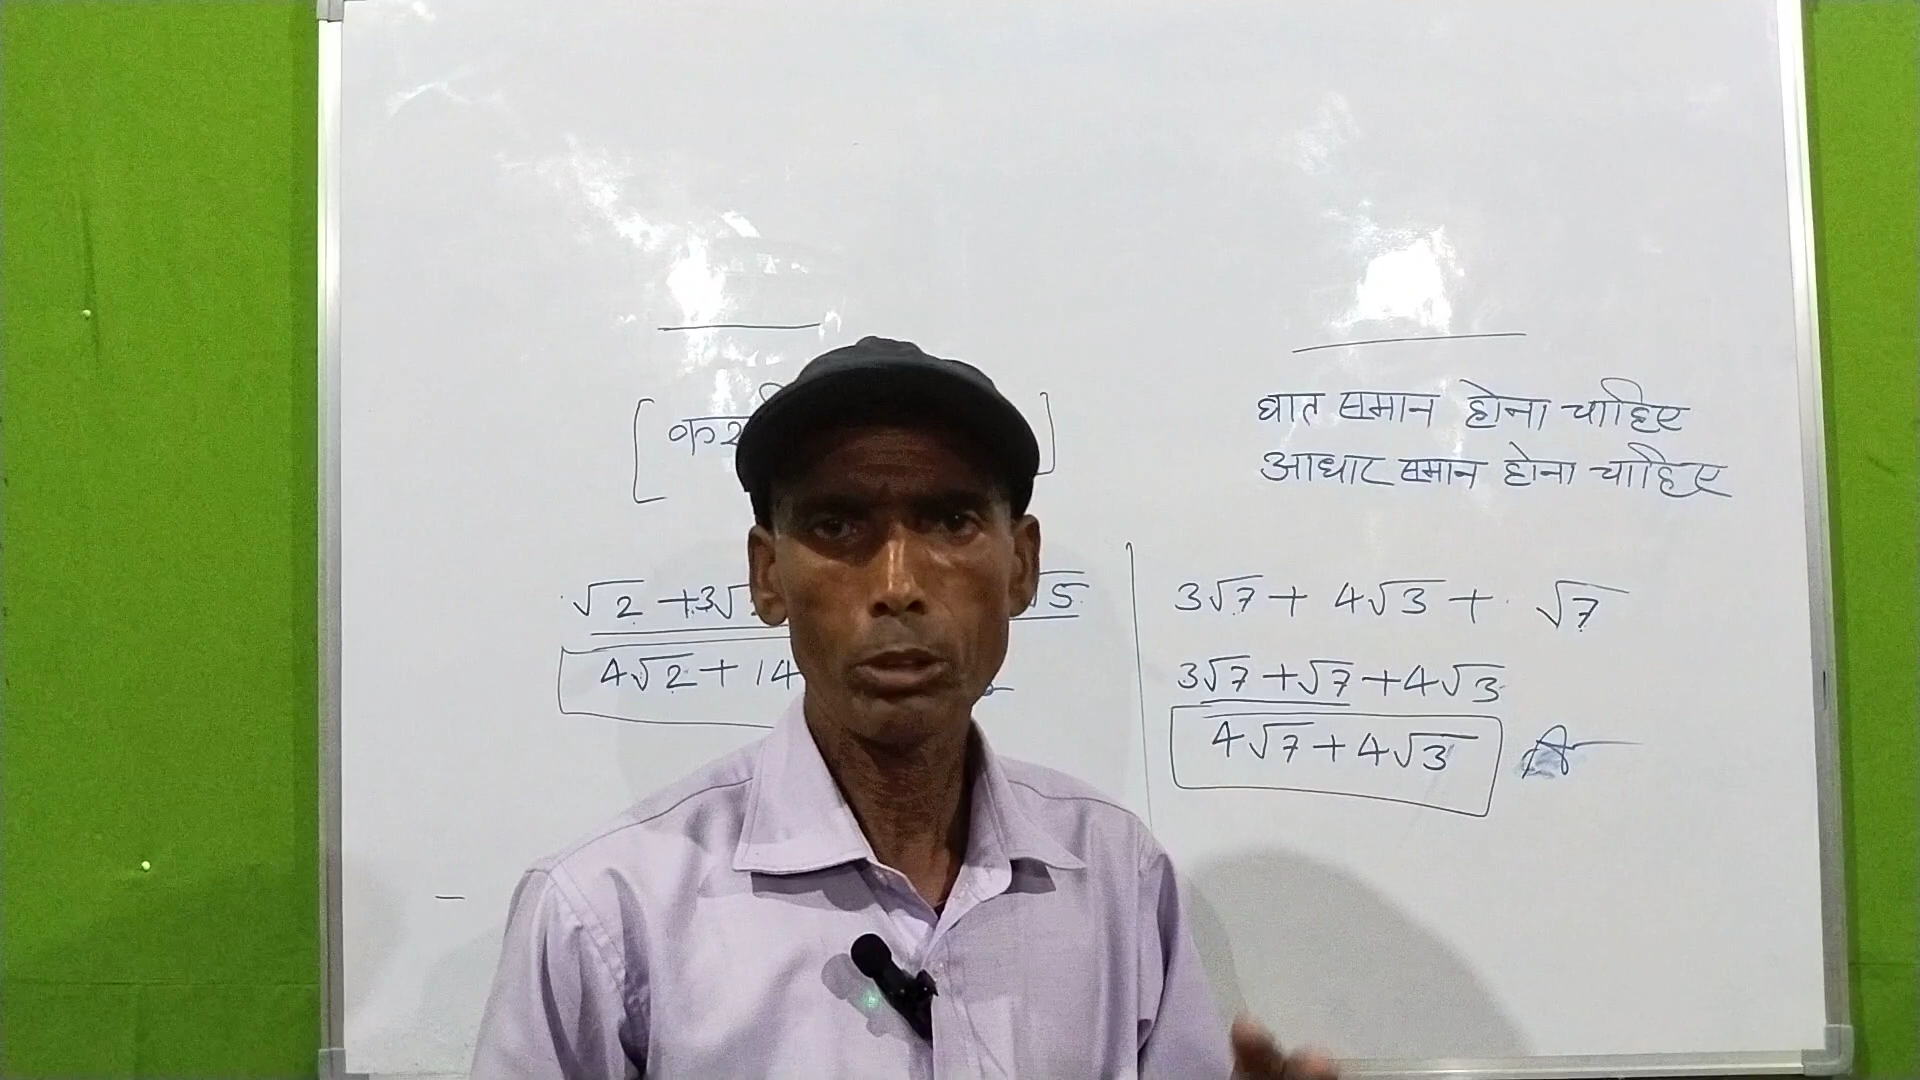 घात समान होना चाहिए
आधार समान होना चाहिए
√2 +3√
√5
4√2 + 14
3√7 + 4√3 + √7
3√7 + √7 + 4√3
4√7 + 4√3